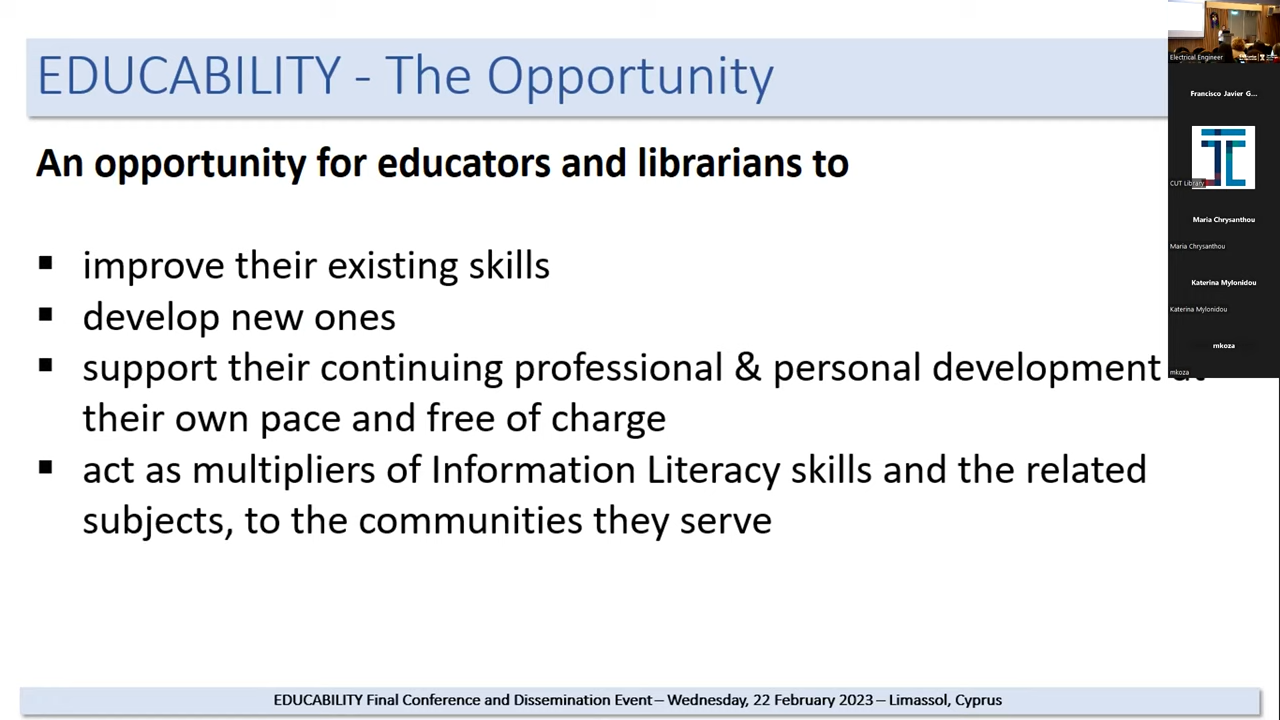 EDUCABILITY - The Opportunity
An opportunity for educators and librarians to
▪ improve their existing skills
▪ develop new ones
▪ support their continuing professional & personal development at
their own pace and free of charge
▪ act as multipliers of Information Literacy skills and the related
subjects, to the communities they serve
EDUCABILITY Final Conference and Dissemination Event – Wednesday, 22 February 2023 – Limassol, Cyprus
Electrical Engineer
Francisco Javier G...
CUT Library
Maria Chrysanthou
Maria Chrysanthou
Katerina Mylonidou
Katerina Mylonidou
mkoza
mkoza